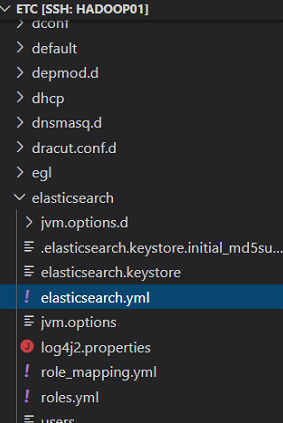 ETC [SSH: HADOOP01]
dconf
default
depmod.d
dhcp
dnsmasq.d
dracut.conf.d
egl
elasticsearch
jvm.options.d
.elasticsearch.keystore.initial_md5su...
elasticsearch.keystore
elasticsearch.yml
jvm.options
log4j2.properties
role_mapping.yml
roles.yml
users